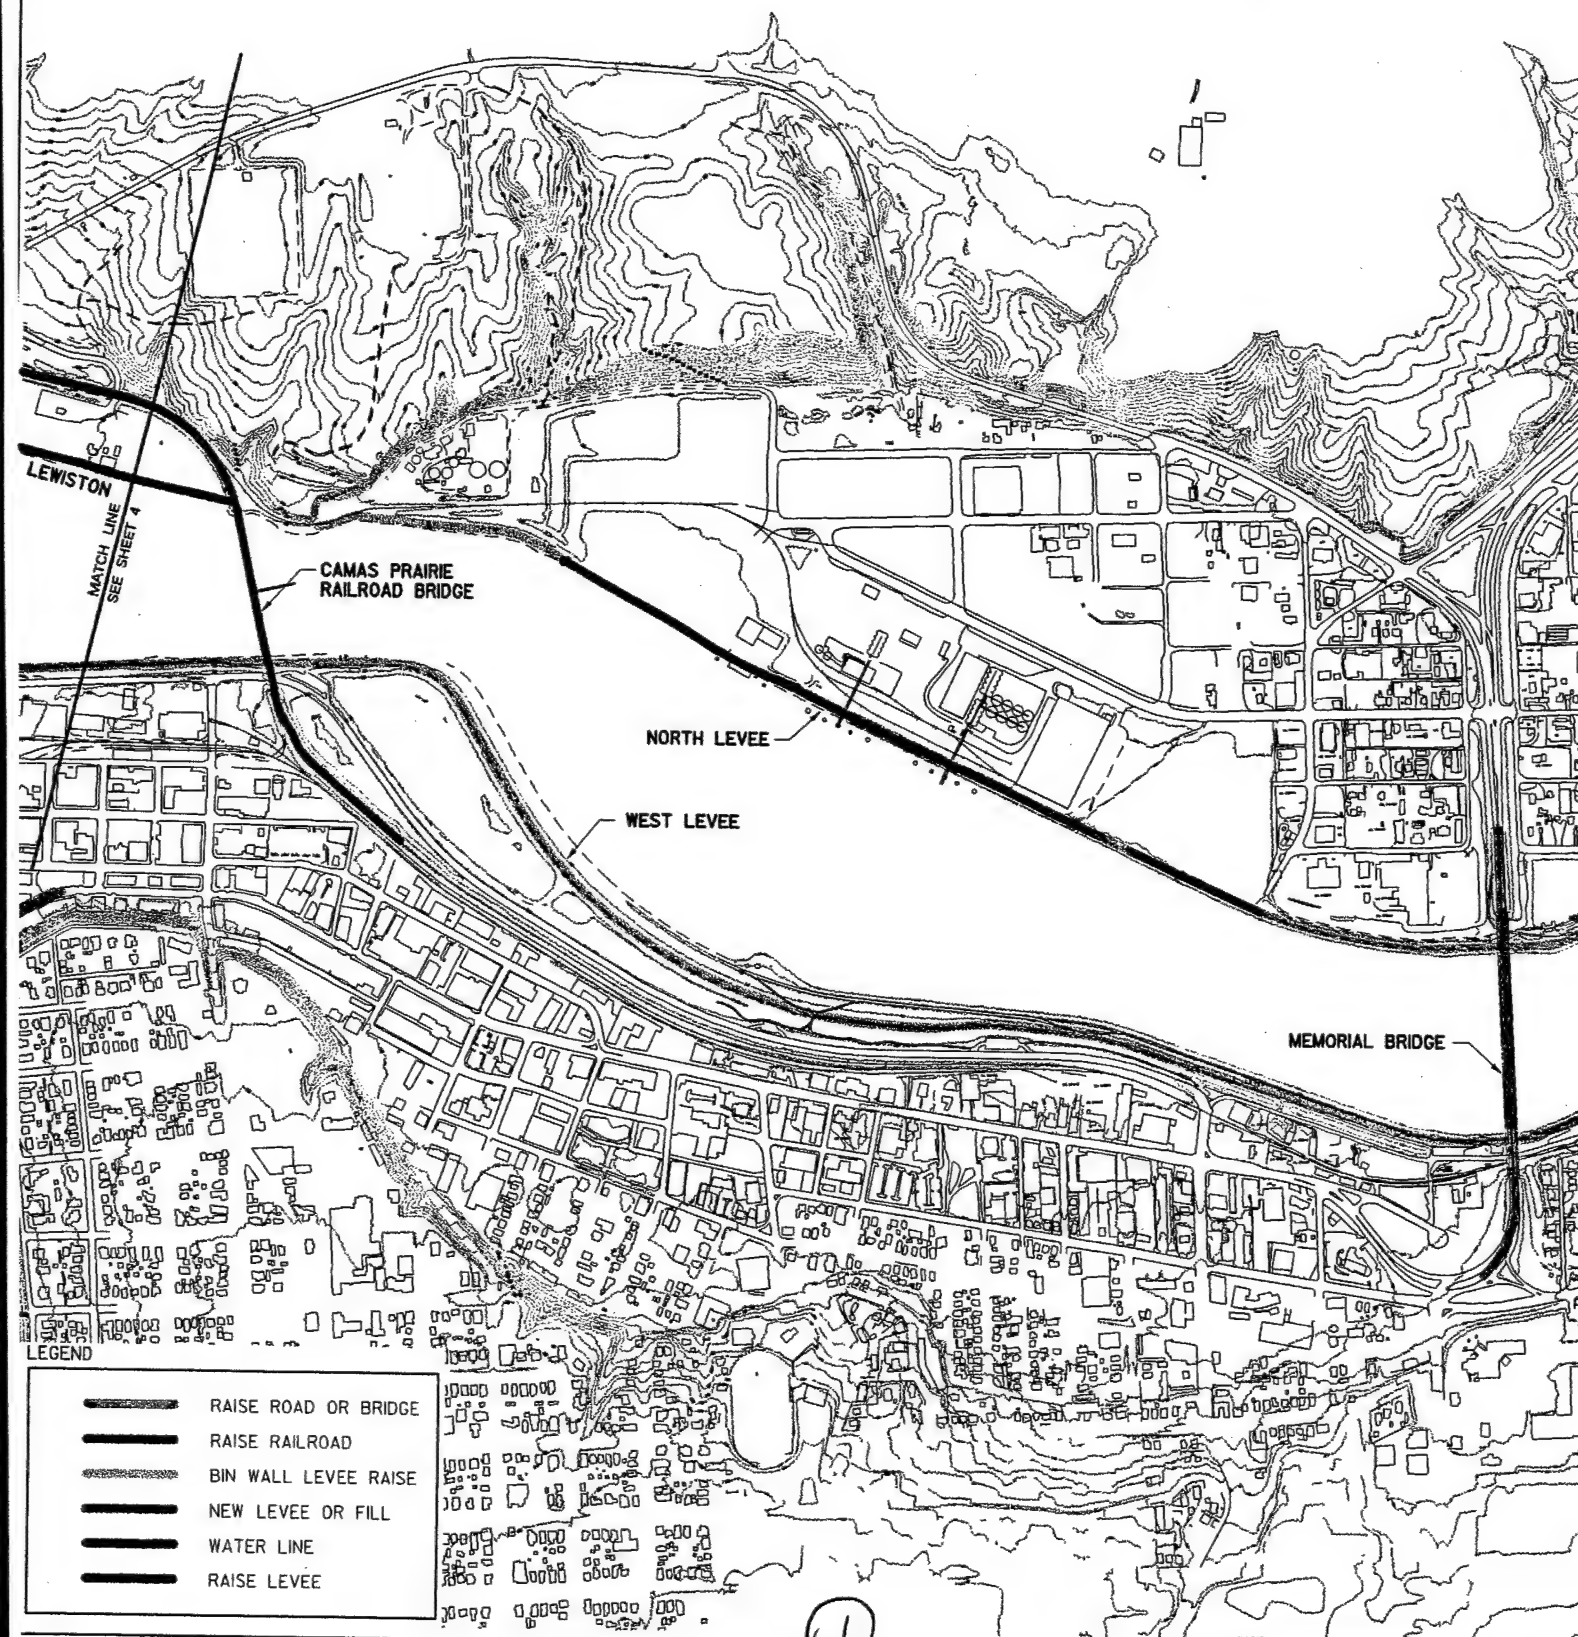 LEWISTON
MATCH LINE
SEE SHEET 4
CAMAS PRAIRIE
RAILROAD BRIDGE
NORTH LEVEE
WEST LEVEE
MEMORIAL BRIDGE
LEGEND
RAISE ROAD OR BRIDGE
RAISE RAILROAD
BIN WALL LEVEE RAISE
NEW LEVEE OR FILL
WATER LINE
RAISE LEVEE
1